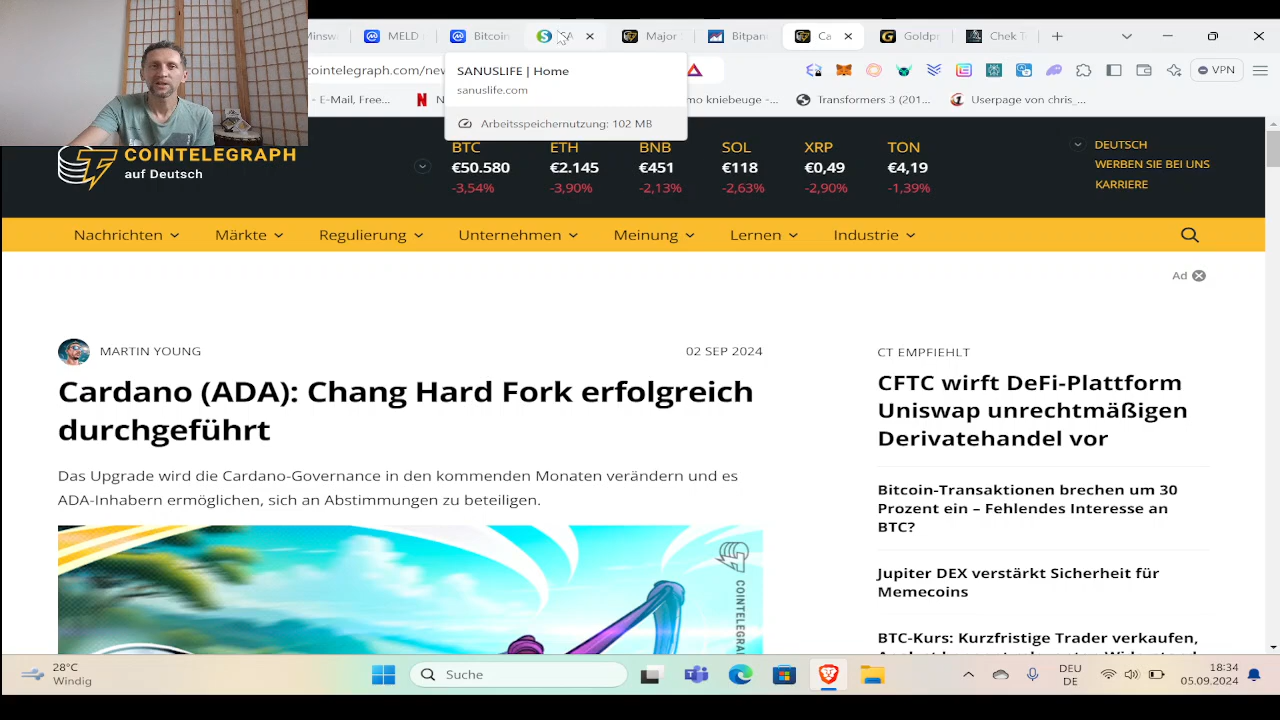 Minsw
MELD
Bitcoin
SA
Major
Bitpan
Ca
Goldpr
Chek T
cointelegraph.com/new
VPN
SANUSLIFE | Home
sanuslife.com
Arbeitsspeichernutzung: 102 MB
- E-Mail, Free...
N
mo kniebeuge -...
Transformers 3 (201...
Userpage von chris_...
COINTELEGRAPH
auf Deutsch
BTC ETH BNB SOL XRP TON
€50.580 €2.145 €451 €118 €0,49 €4,19
-3,54% -3,90% -2,13% -2,63% -2,90% -1,39%
DEUTSCH
WERBEN SIE BEI UNS
KARRIERE
Nachrichten Märkte Regulierung Unternehmen Meinung Lernen Industrie
Ad
MARTIN YOUNG
02 SEP 2024
Cardano (ADA): Chang Hard Fork erfolgreich
durchgeführt
Das Upgrade wird die Cardano-Governance in den kommenden Monaten verändern und es
ADA-Inhabern ermöglichen, sich an Abstimmungen zu beteiligen.
COINTELEGRA
CT EMPFIEHLT
CFTC wirft DeFi-Plattform
Uniswap unrechtmäßigen
Derivatehandel vor
Bitcoin-Transaktionen brechen um 30
Prozent ein – Fehlendes Interesse an
BTC?
Jupiter DEX verstärkt Sicherheit für
Memecoins
BTC-Kurs: Kurzfristige Trader verkaufen,
28°C
Windig
Suche
DEU
DE
18:34
05.09.2024